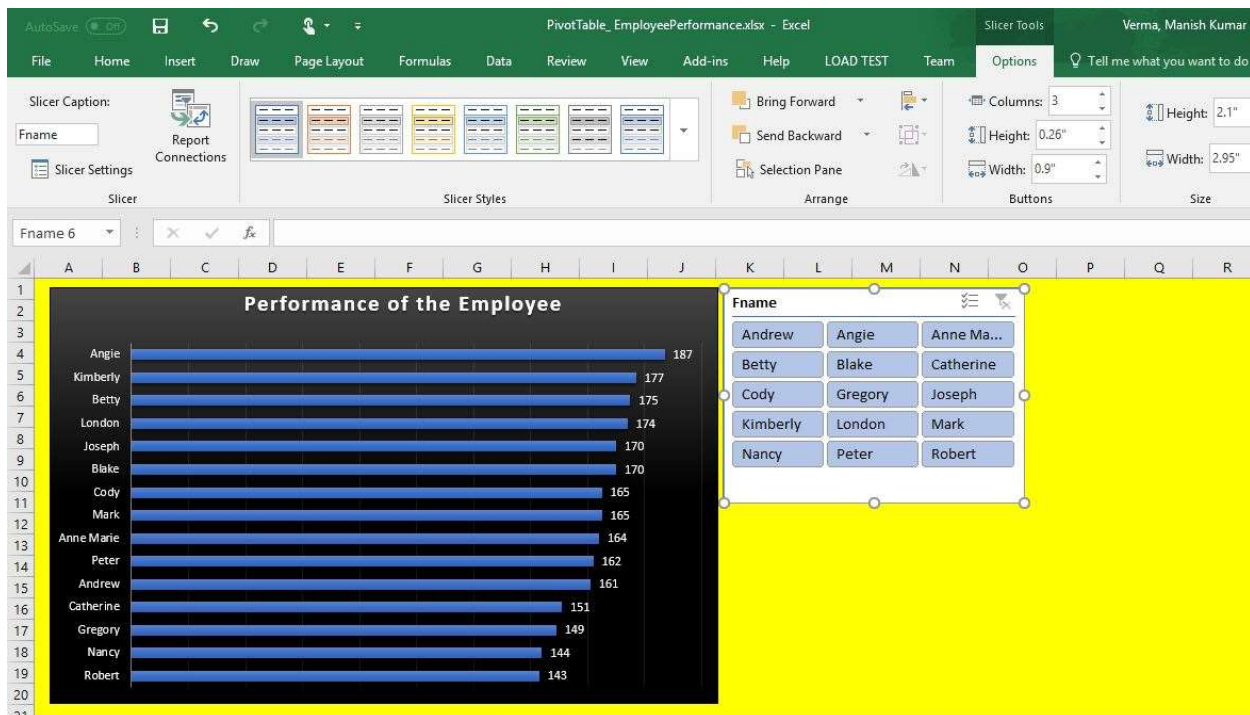 AutoSave Off PivotTable_EmployeePerformance.xlsx - Excel Slicer Tools Verma, Manish Kumar
File Home Insert Draw Page Layout Formulas Data Review View Add-ins Help LOAD TEST Team Options Tell me what you want to do
Slicer Caption:
Fname
Slicer Settings
Report
Connections
Slicer
Slicer Styles
Bring Forward
Send Backward
Selection Pane
Arrange
Columns: 3
Height: 0.26"
Width: 0.9"
Buttons
Height: 2.1"
Width: 2.95"
Size
Fname 6 fx
A B C D E F G H I J K L M N O P Q R
1
2
3
4
5
6
7
8
9
10
11
12
13
14
15
16
17
18
19
20
21
Performance of the Employee
Angie 187
Kimberly 177
Betty 175
London 174
Joseph 170
Blake 170
Cody 165
Mark 165
Anne Marie 164
Peter 162
Andrew 161
Catherine 151
Gregory 149
Nancy 144
Robert 143
Fname
Andrew Angie Anne Ma...
Betty Blake Catherine
Cody Gregory Joseph
Kimberly London Mark
Nancy Peter Robert